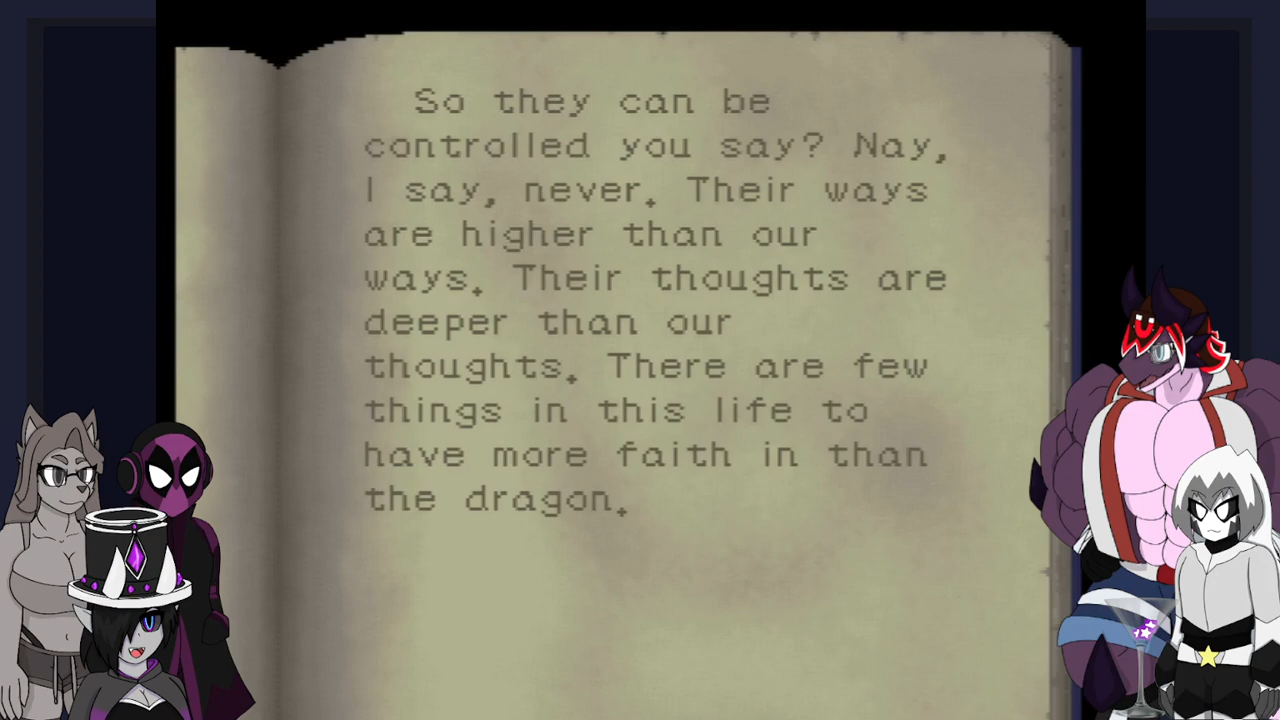 So they can be
controlled you say? Nay,
I say, never. Their ways
are higher than our
ways. Their thoughts are
deeper than our
thoughts. There are few
things in this life to
have more faith in than
the dragon.